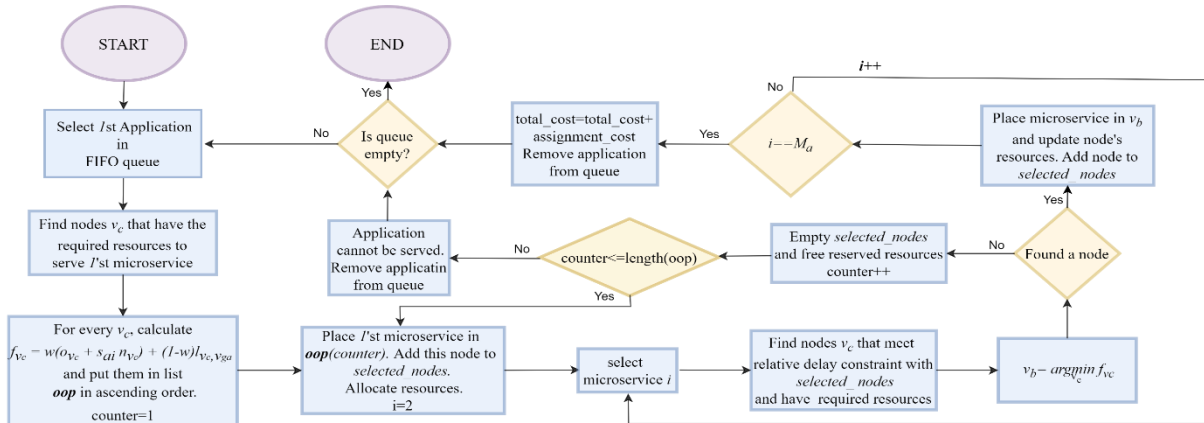 START
END
Select 1st Application
in
FIFO queue
Find nodes v_c that have the
required resources to
serve 1'st microservice
For every v_c, calculate
f_vc = w(o_vc + s_ai n_vc) + (1-w)l_vc,vga
and put them in list
oop in ascending order.
counter=1
No
Yes
Is queue
empty?
total_cost=total_cost+
assignment_cost
Remove application
from queue
Yes
No
i++
i==M_a
Place microservice in v_b
and update node's
resources. Add node to
selected_nodes
Yes
Application
cannot be served.
Remove applicatin
from queue
No
counter<=length(oop)
Yes
Empty selected_nodes
and free reserved resources
counter++
No
Found a node
Place 1'st microservice in
oop(counter). Add this node to
selected_nodes.
Allocate resources.
i=2
select
microservice i
Find nodes v_c that meet
relative delay constraint with
selected_nodes
and have required resources
v_b= argmin f_vc
v_c